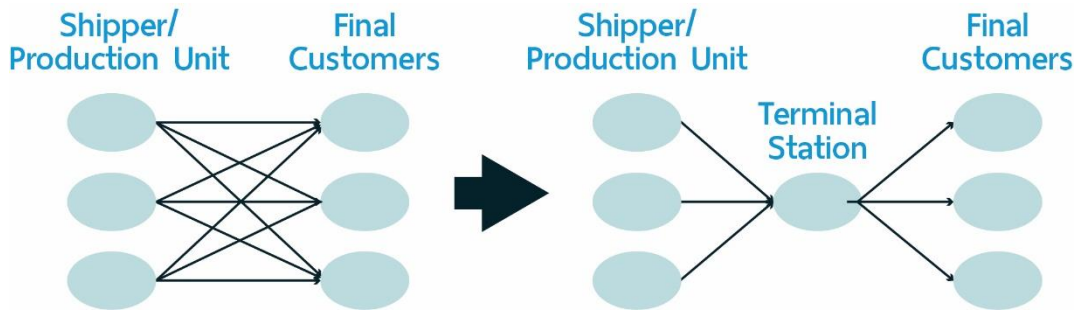 Shipper/
Production Unit
Final
Customers
Shipper/
Production Unit
Terminal
Station
Final
Customers